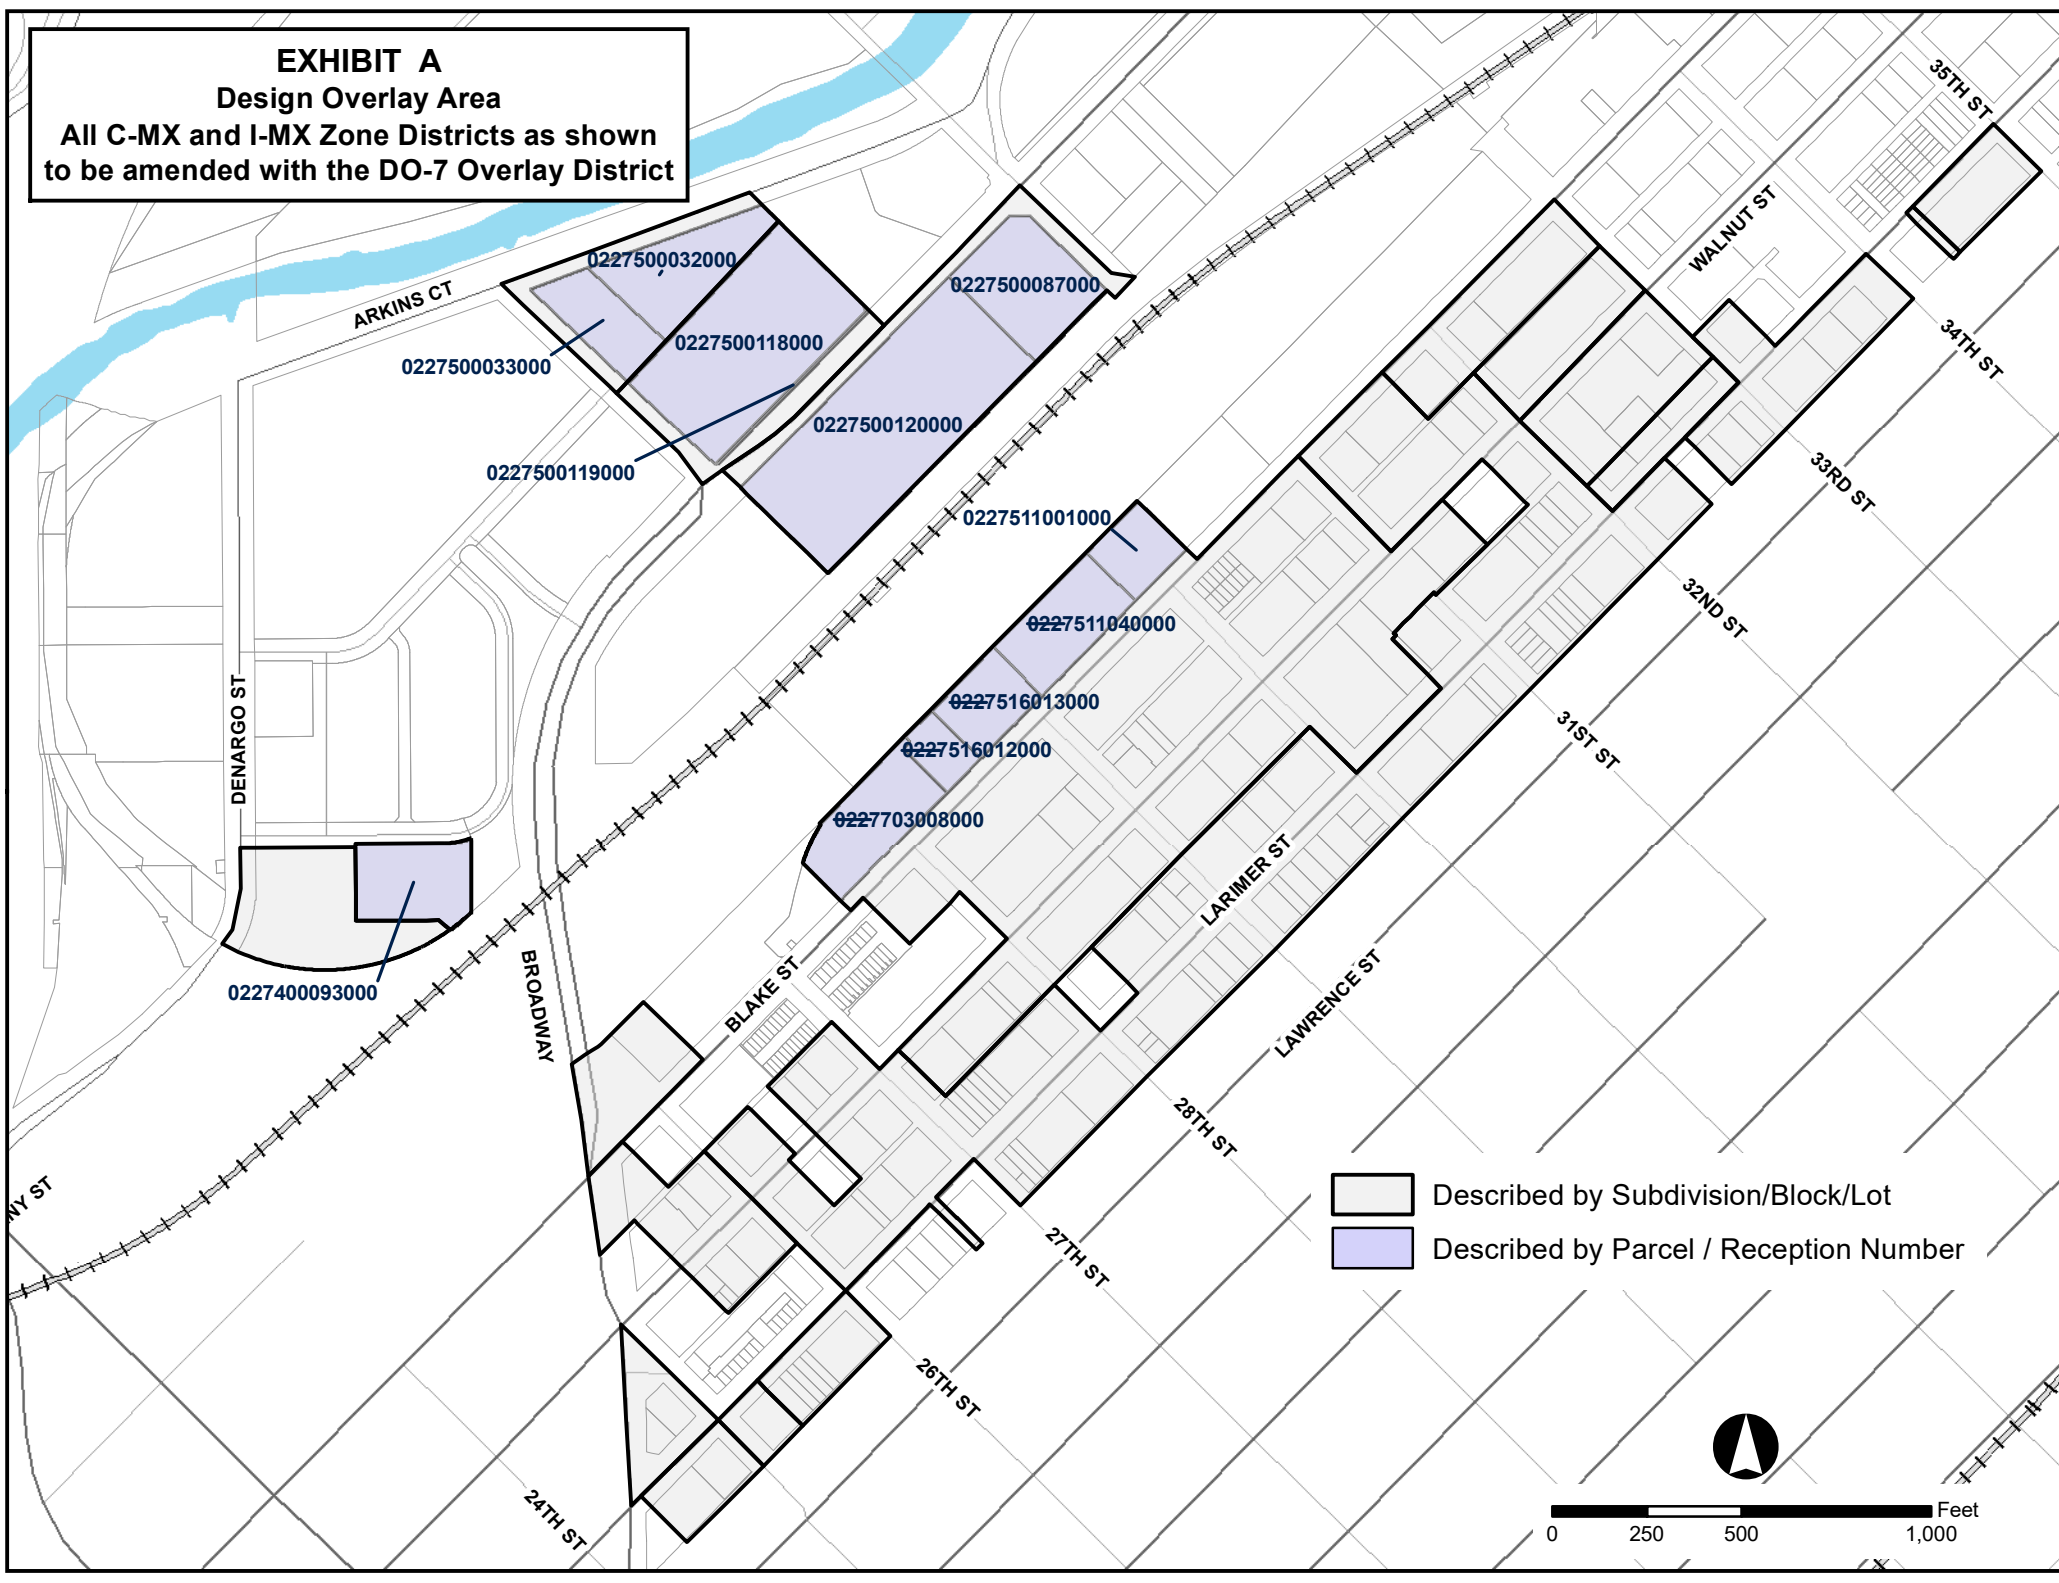 EXHIBIT A
Design Overlay Area
All C-MX and I-MX Zone Districts as shown
to be amended with the DO-7 Overlay District
35TH ST
WALNUT ST
0227500032000
0227500087000
ARKINS CT
0227500118000
34TH ST
0227500033000
0227500120000
0227500119000
33RD ST
0227511001000
32ND ST
0227511040000
0227516013000
31ST ST
0227516012000
DENARGO ST
0227703008000
LARIMER ST
0227400093000
BROADWAY
BLAKE ST
LAWRENCE ST
28TH ST
NY ST
Described by Subdivision/Block/Lot
27TH ST
Described by Parcel / Reception Number
26TH ST
24TH ST
Feet
0 250 500 1,000